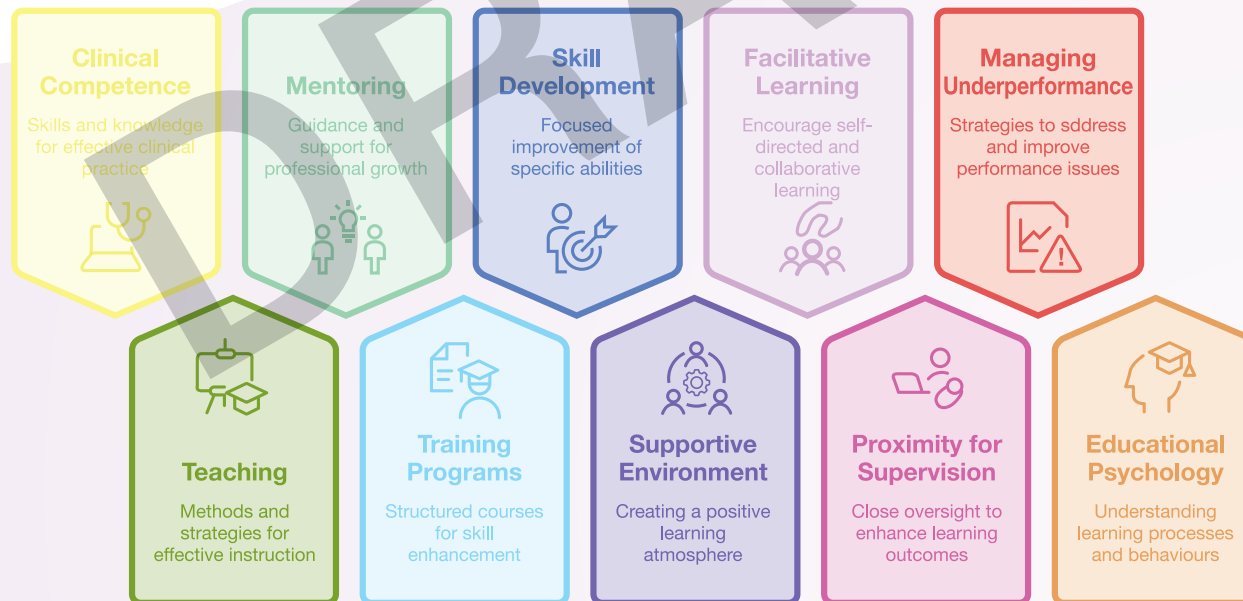 Clinical
Competence
Skills and knowledge
for effective clinical
practice
Mentoring
Guidance and
support for
professional growth
Skill
Development
Focused
improvement of
specific abilities
Facilitative
Learning
Encourage self-
directed and
collaborative
learning
Managing
Underperformance
Strategies to sddress
and improve
performance issues
Teaching
Methods and
strategies for
effective instruction
Training
Programs
Structured courses
for skill
enhancement
Supportive
Environment
Creating a positive
learning
atmosphere
Proximity for
Supervision
Close oversight to
enhance learning
outcomes
Educational
Psychology
Understanding
learning processes
and behaviours
DRA